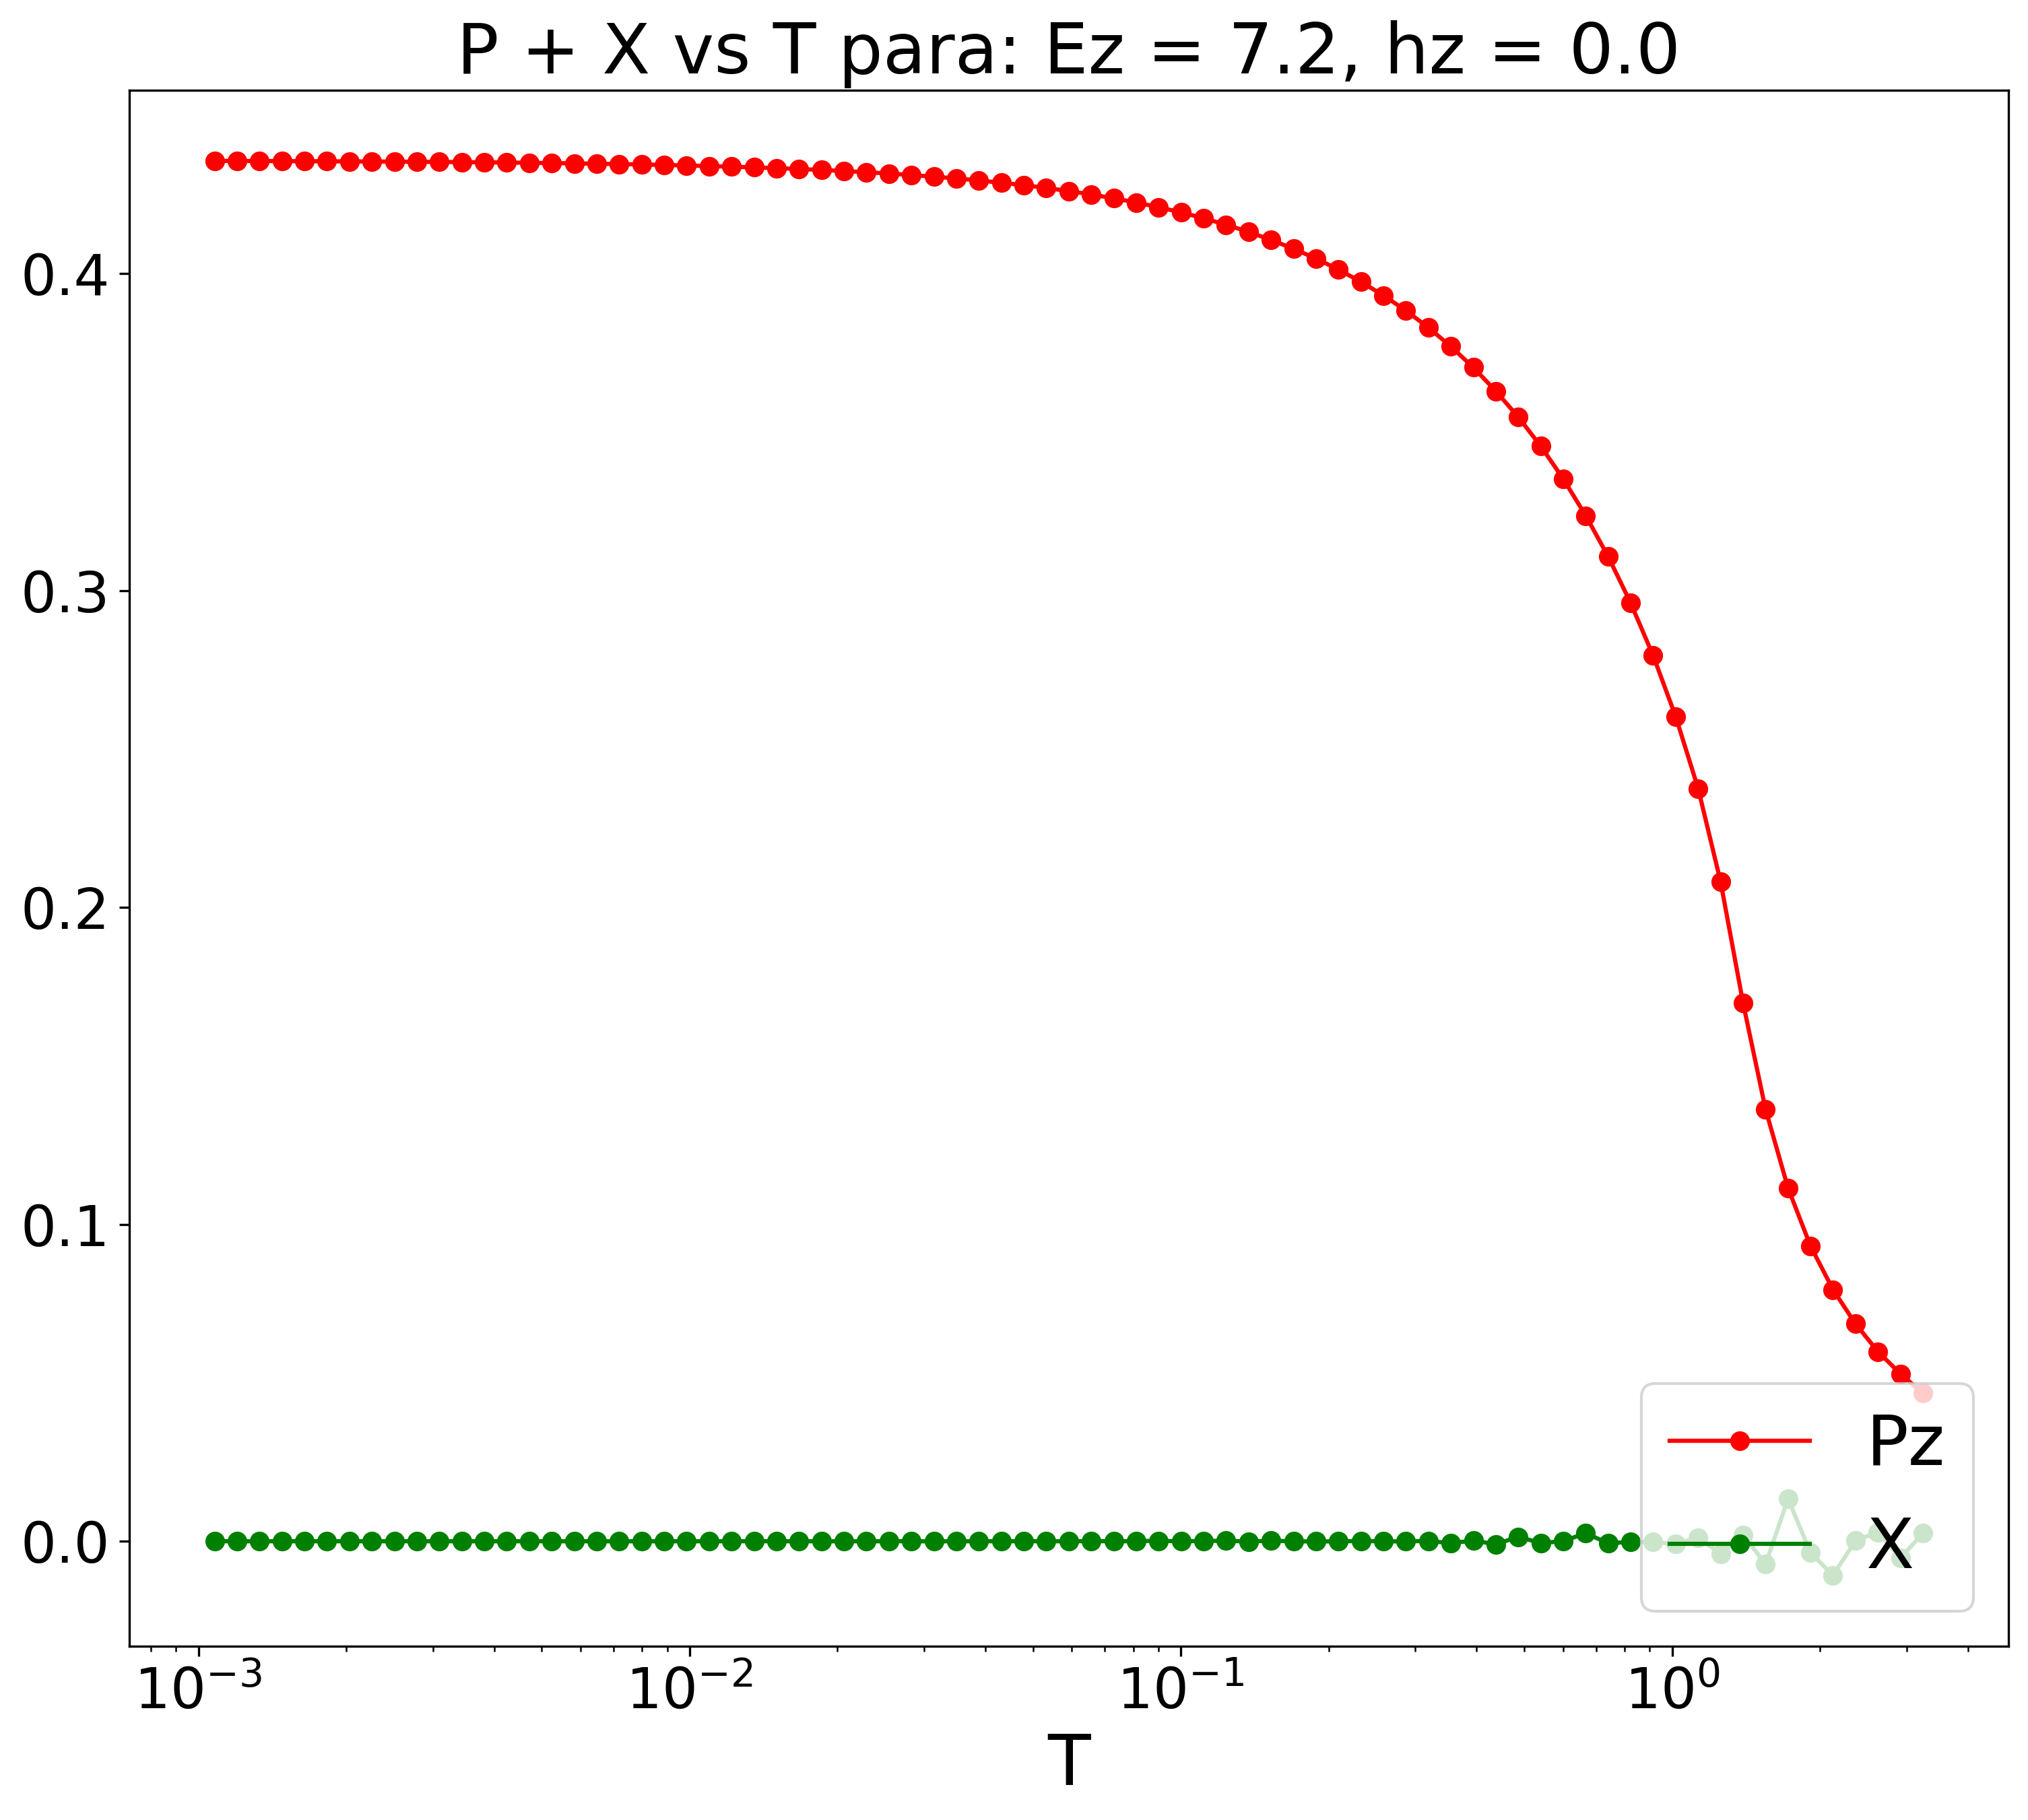 P + X vs T para: Ez = 7.2, hz = 0.0
0.4
0.3
0.2
0.1
0.0
Pz
X
10⁻³ 10⁻² 10⁻¹ 10⁰
T